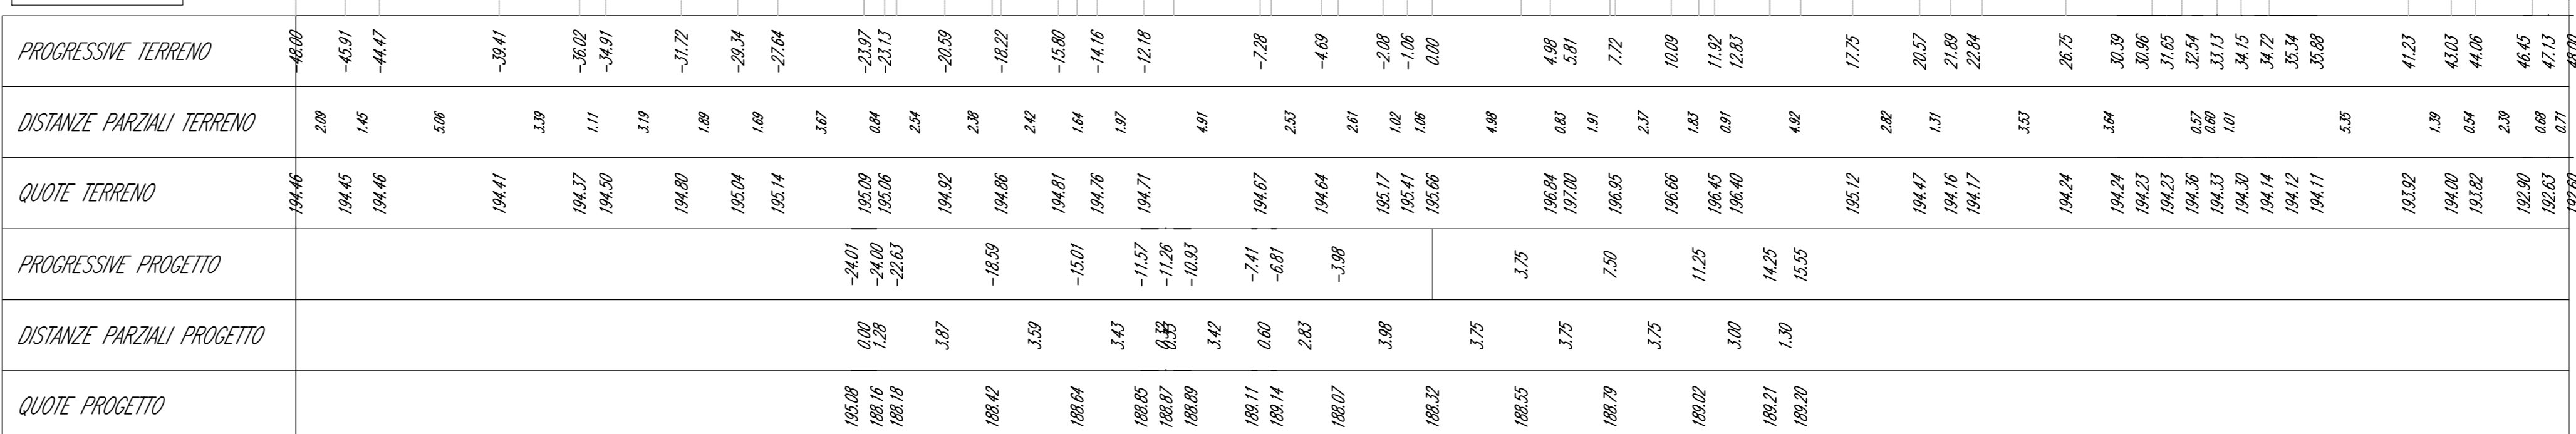 PROGRESSIVE TERRENO -48.00 -45.91 -44.47 -39.41 -36.02 -34.91 -31.72 -29.34 -27.64 -23.97 -23.13 -20.59 -18.22 -15.80 -14.16 -12.18 -7.28 -4.69 -2.08 -1.06 0.00 4.98 5.81 7.72 10.09 11.92 12.83 17.75 20.57 21.89 22.84 26.75 30.39 30.96 31.65 32.54 33.13 34.15 34.72 35.34 35.88 41.23 43.03 44.06 46.45 47.13 48.00
DISTANZE PARZIALI TERRENO 2.09 1.45 5.06 3.39 1.11 3.19 1.89 1.69 3.67 0.84 2.54 2.38 2.42 1.64 1.97 4.91 2.53 2.61 1.02 1.06 4.98 0.83 1.91 2.37 1.83 0.91 4.92 2.82 1.31 3.53 3.64 0.57 0.60 1.01 5.35 1.39 0.54 2.39 0.68 0.71
QUOTE TERRENO 194.46 194.45 194.46 194.41 194.37 194.50 194.80 195.04 195.14 195.09 195.06 194.92 194.86 194.81 194.76 194.71 194.67 194.64 195.17 195.41 195.66 196.84 197.00 196.95 196.66 196.45 196.40 195.12 194.47 194.16 194.17 194.24 194.24 194.23 194.23 194.36 194.33 194.30 194.14 194.12 194.11 193.92 194.00 193.82 192.90 192.63 192.60
PROGRESSIVE PROGETTO -24.01 -24.00 -22.63 -18.59 -15.01 -11.57 -11.26 -10.93 -7.41 -6.81 -3.98 3.75 7.50 11.25 14.25 15.55
DISTANZE PARZIALI PROGETTO 0.00 1.28 3.87 3.59 3.43 3.42 0.60 2.83 3.98 3.75 3.75 3.75 3.00 1.30
QUOTE PROGETTO 195.08 188.16 188.18 188.42 188.64 188.85 188.87 188.89 189.11 189.14 188.07 188.32 188.55 188.79 189.02 189.21 189.20